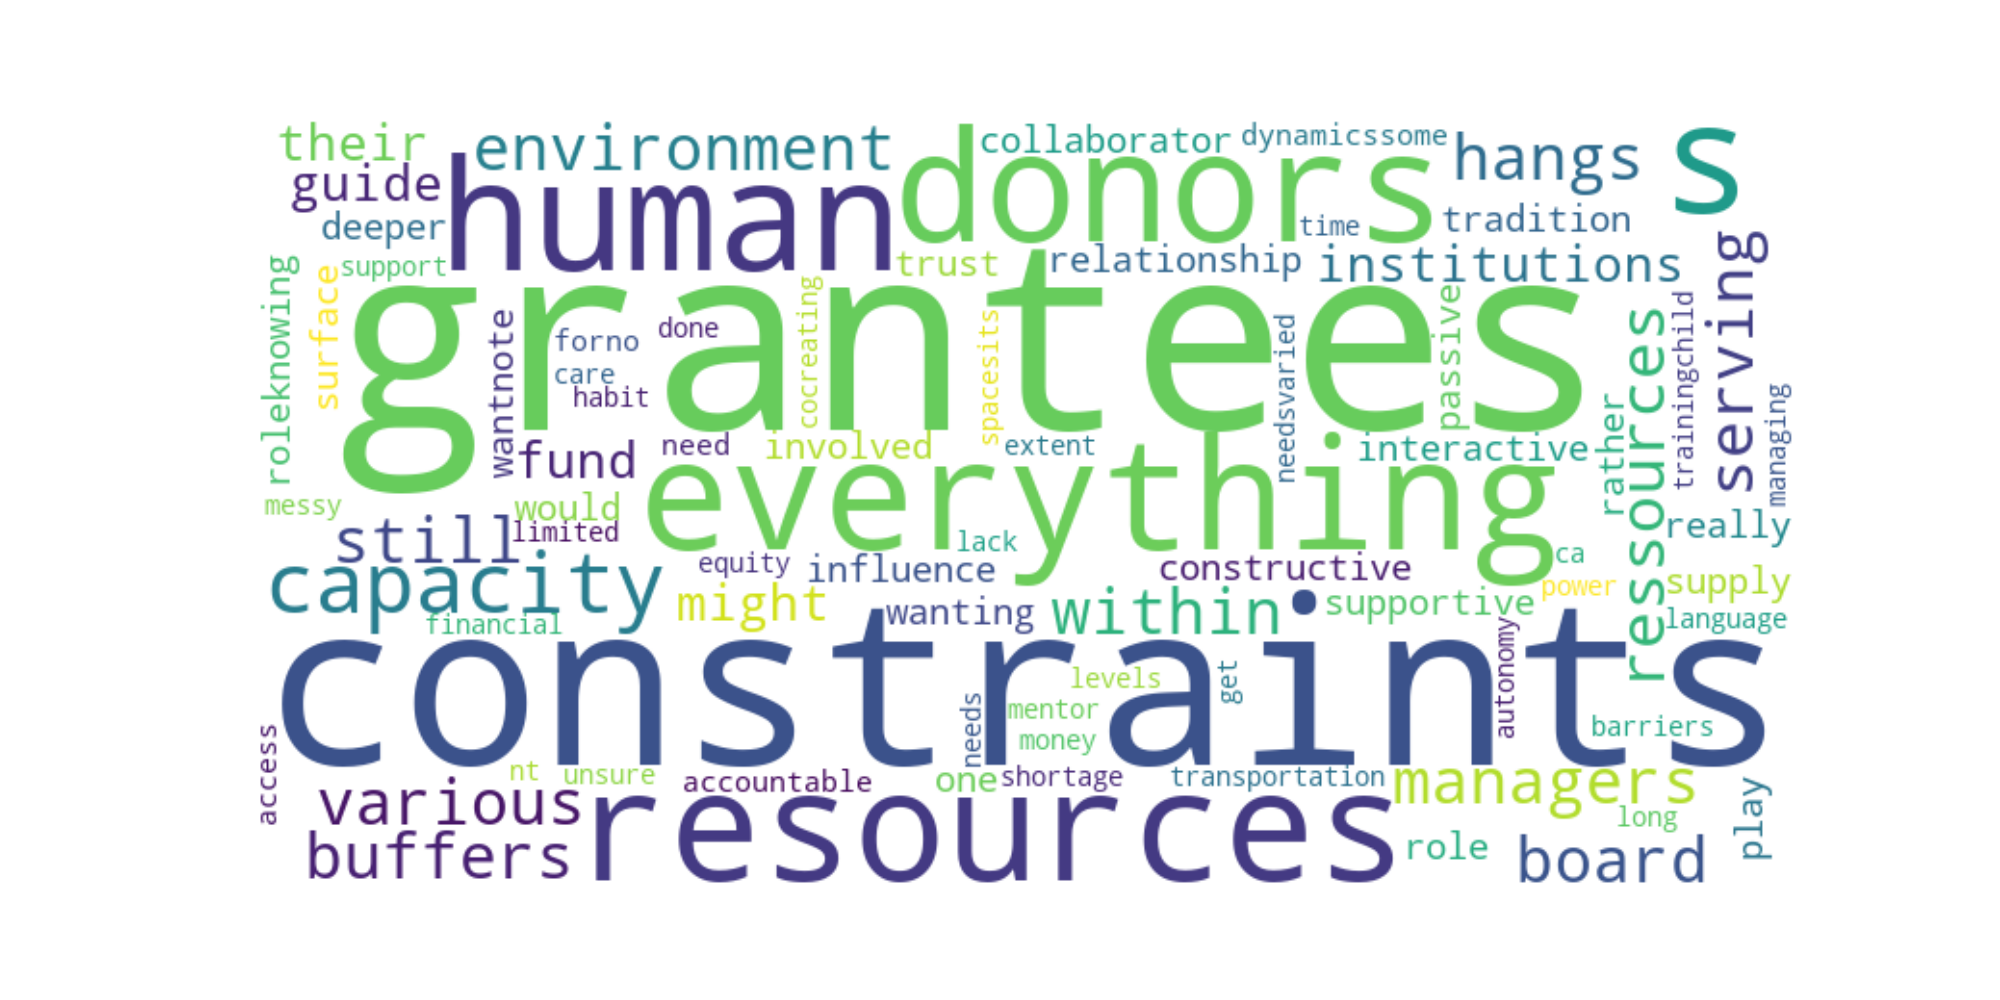 their
environment
collaborator
dynamicssome
hangs
s
guide
human
donors
deeper
time
tradition
support
trust
relationship
institutions
serving
roleknowing
surface
grantees
wantnote
forno
done
care
habit
cocreating
spacesits
needsvaried
passive
ressources
trainingchild
managing
rather
fund
need
involved
extent
interactive
everything
messy
would
limited
still
lack
really
capacity
equity
influence
constructive
ca
power
supply
might
wanting
within
supportive
language
financial
constraints
levels
get
autonomy
mentor
needs
money
barriers
access
nt
unsure
accountable
one
shortage
transportation
managers
play
various
resources
long
buffers
role
board